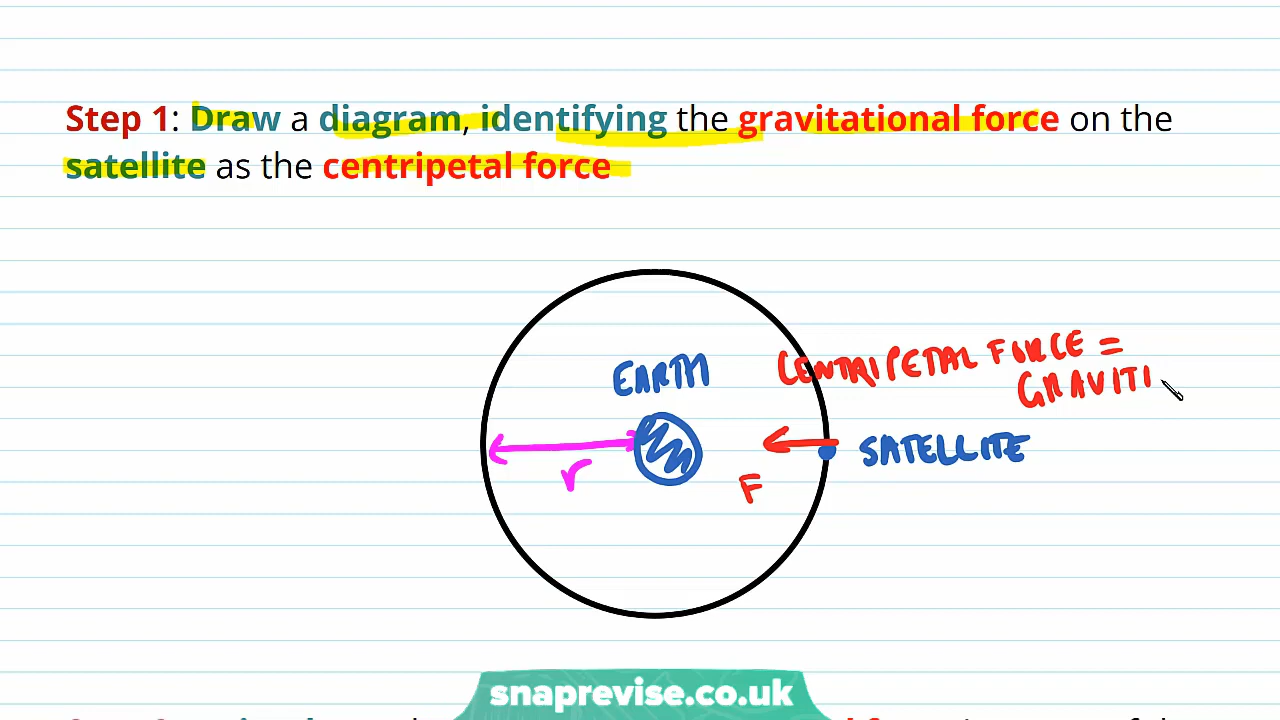 Step 1: Draw a diagram, identifying the gravitational force on the
satellite as the centripetal force
EARTH
CENTRIPETAL FORCE =
GRAVITI
SATELLITE
r
F
snaprevise.co.uk